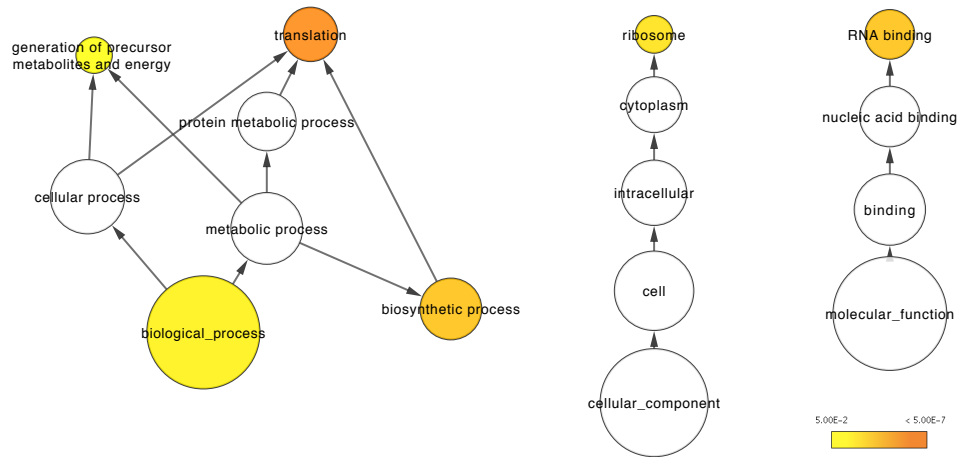 generation of precursor
metabolites and energy
translation
protein metabolic process
cellular process
metabolic process
biosynthetic process
biological_process
ribosome
cytoplasm
intracellular
cell
cellular_component
RNA binding
nucleic acid binding
binding
molecular_function
5.00E-2 < 5.00E-7